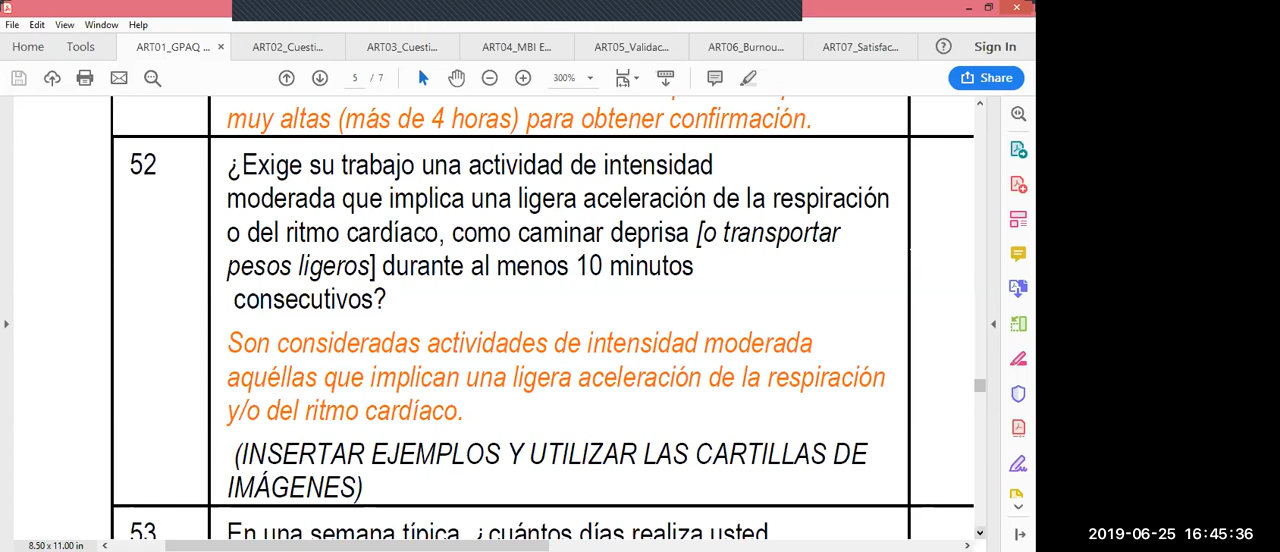 File Edit View Window Help
Home Tools ART01_GPAQ ... × ART02_Cuesti... ART03_Cuesti... ART04_MBI E... ART05_Validac... ART06_Burnou... ART07_Satisfac... Sign In
5 / 7 300% Share
muy altas (más de 4 horas) para obtener confirmación.
52 ¿Exige su trabajo una actividad de intensidad
moderada que implica una ligera aceleración de la respiración
o del ritmo cardíaco, como caminar deprisa [o transportar
pesos ligeros] durante al menos 10 minutos
consecutivos?
Son consideradas actividades de intensidad moderada
aquéllas que implican una ligera aceleración de la respiración
y/o del ritmo cardíaco.
(INSERTAR EJEMPLOS Y UTILIZAR LAS CARTILLAS DE
IMÁGENES)
53 En una semana típica, ¿cuántos días realiza usted
8.50 x 11.00 in
2019-06-25 16:45:36